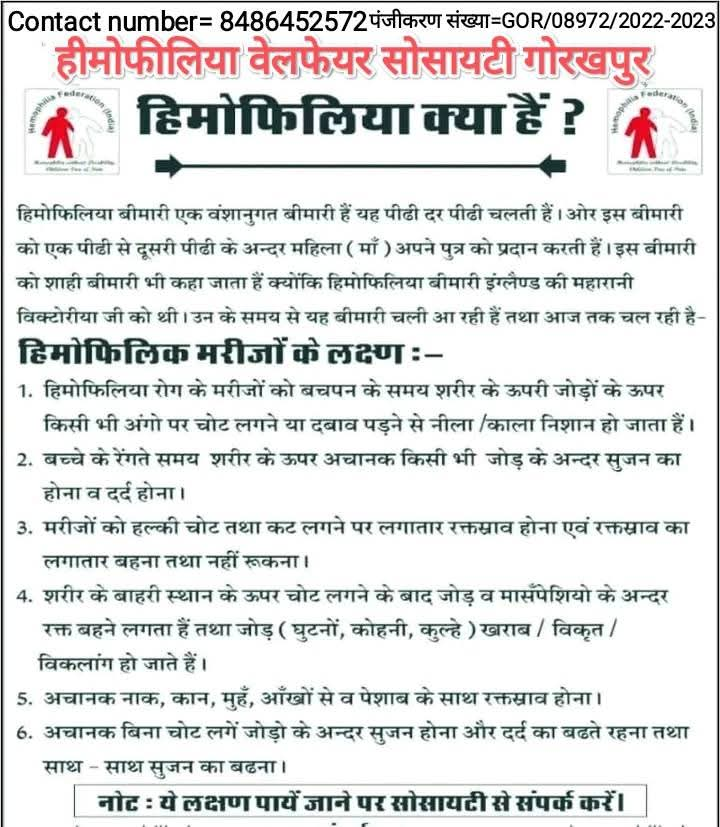 Contact number= 8486452572 पंजीकरण संख्या=GOR/08972/2022-2023
हीमोफीलिया वेलफेयर सोसायटी गोरखपुर
Hemophilia Federation (India)
हिमोफिलिया क्या हैं ?
Hemophilia Federation (India)
हिमोफिलिया बीमारी एक वंशानुगत बीमारी हैं यह पीढी दर पीढी चलती हैं। ओर इस बीमारी
को एक पीढी से दूसरी पीढी के अन्दर महिला ( माँ ) अपने पुत्र को प्रदान करती हैं। इस बीमारी
को शाही बीमारी भी कहा जाता हैं क्योंकि हिमोफिलिया बीमारी इंग्लैण्ड की महारानी
विक्टोरीया जी को थी। उन के समय से यह बीमारी चली आ रही हैं तथा आज तक चल रही है–
हिमोफिलिक मरीजों के लक्षण :–
1. हिमोफिलिया रोग के मरीजों को बचपन के समय शरीर के ऊपरी जोड़ों के ऊपर
किसी भी अंगो पर चोट लगने या दबाव पड़ने से नीला /काला निशान हो जाता हैं।
2. बच्चे के रेंगते समय शरीर के ऊपर अचानक किसी भी जोड़ के अन्दर सुजन का
होना व दर्द होना।
3. मरीजों को हल्की चोट तथा कट लगने पर लगातार रक्तस्राव होना एवं रक्तस्राव का
लगातार बहना तथा नहीं रूकना।
4. शरीर के बाहरी स्थान के ऊपर चोट लगने के बाद जोड़ व मासँपेशियो के अन्दर
रक्त बहने लगता हैं तथा जोड़ ( घुटनों, कोहनी, कुल्हे ) खराब / विकृत /
विकलांग हो जाते हैं।
5. अचानक नाक, कान, मुहँ, आँखों से व पेशाब के साथ रक्तस्राव होना।
6. अचानक बिना चोट लगें जोड़ो के अन्दर सुजन होना और दर्द का बढते रहना तथा
साथ – साथ सुजन का बढना।
नोट : ये लक्षण पायें जाने पर सोसायटी से संपर्क करें।